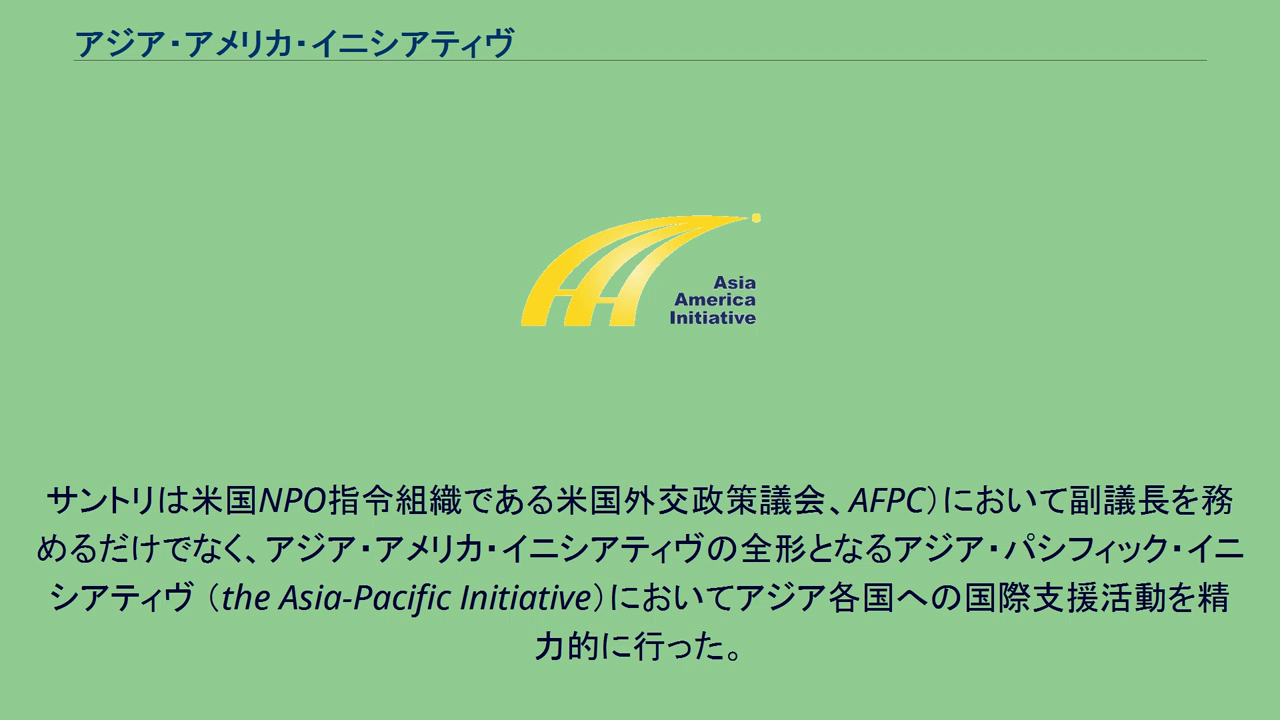 アジア・アメリカ・イニシアティヴ
Asia
America
Initiative
サントリは米国NPO指令組織である米国外交政策議会、AFPC）において副議長を務
めるだけでなく、アジア・アメリカ・イニシアティヴの全形となるアジア・パシフィック・イニ
シアティヴ（the Asia-Pacific Initiative）においてアジア各国への国際支援活動を精
力的に行った。